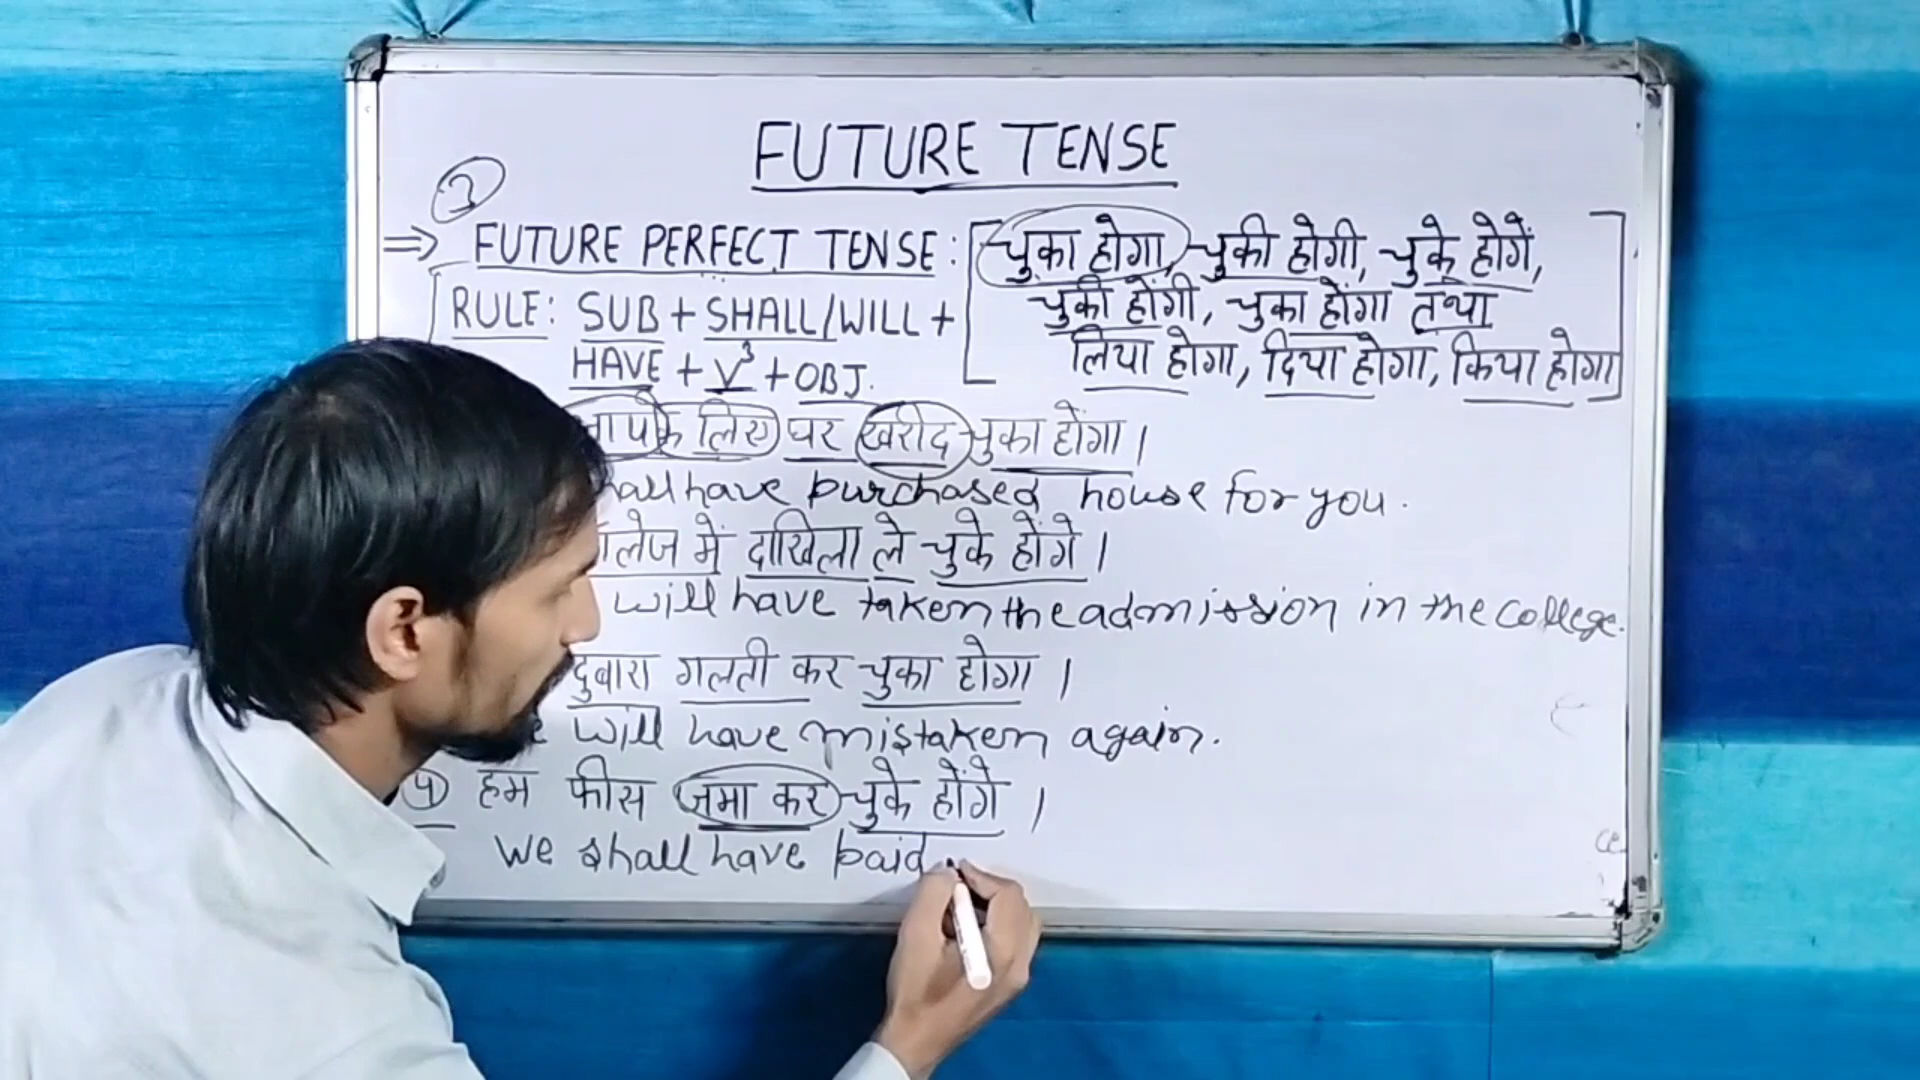 FUTURE TENSE
⇒ FUTURE PERFECT TENSE: [चुका होगा, चुकी होगी, चुके होगें,
चुकी होंगी, चुका होंगा तथा
लिया होगा, दिया होगा, किया होगा]
RULE: SUB + SHALL/WILL +
HAVE + V³ + OBJ.
के लिए घर खरीद चुका होंगा।
have purchased house for you.
में दाखिला ले चुके होंगे।
will have taken the admission in the college.
दुबारा गलती कर चुका होगा।
will have mistaken again.
हम फीस जमा कर चुके होंगे।
We shall have paid